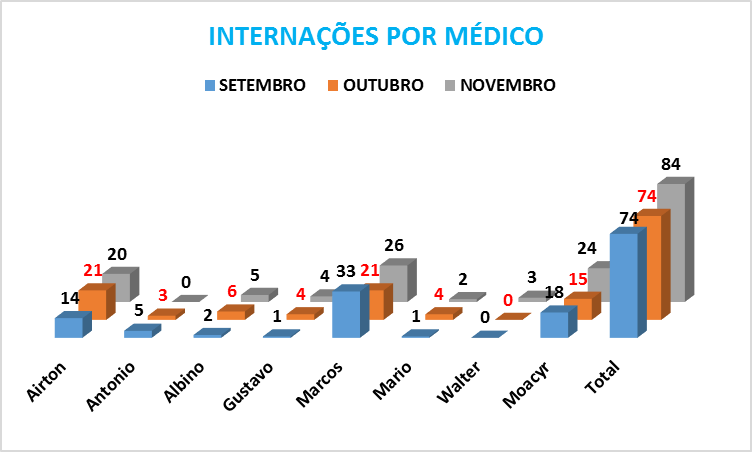 INTERNAÇÕES POR MÉDICO
SETEMBRO OUTUBRO NOVEMBRO
14 21 20
5 3 0
2 6 5
1 4 4
33 21 26
1 4 2
0 0 3
18 15 24
74 74 84
Airton Antonio Albino Gustavo Marcos Mario Walter Moacyr Total